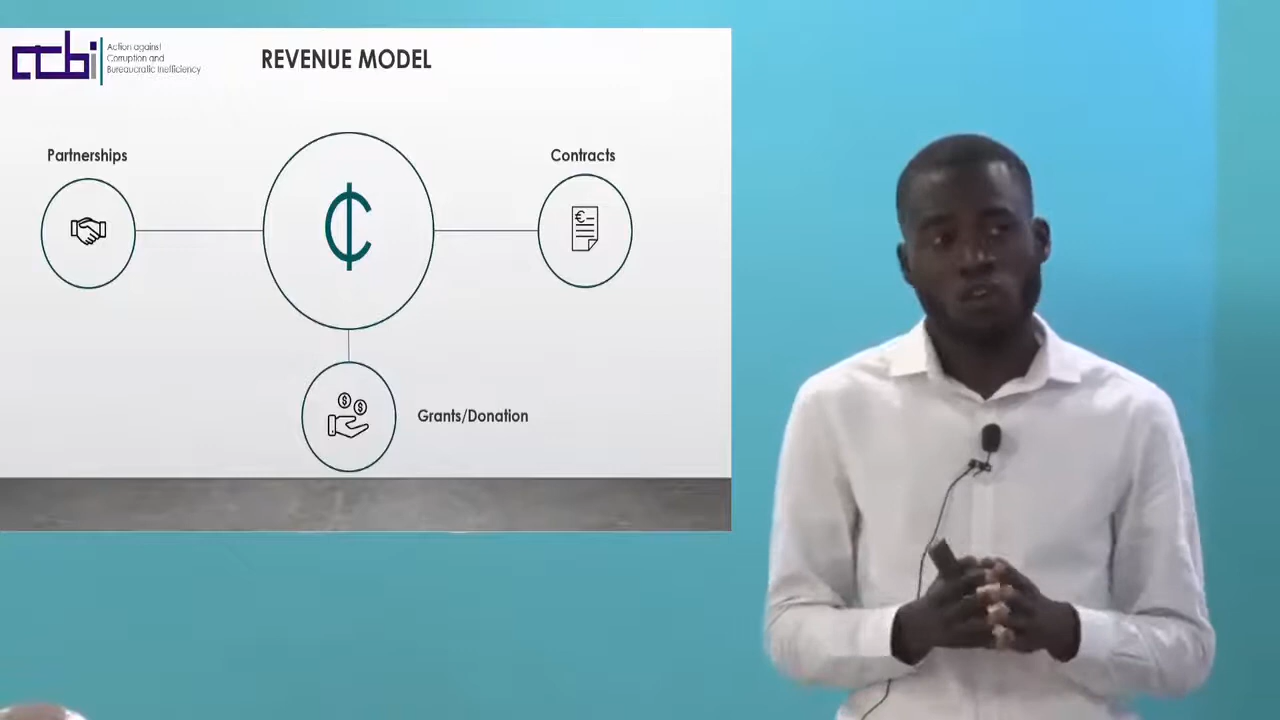 acbi
Action against
Corruption and
Bureaucratic Inefficiency
REVENUE MODEL
Partnerships
Contracts
₵
€
$ $
Grants/Donation